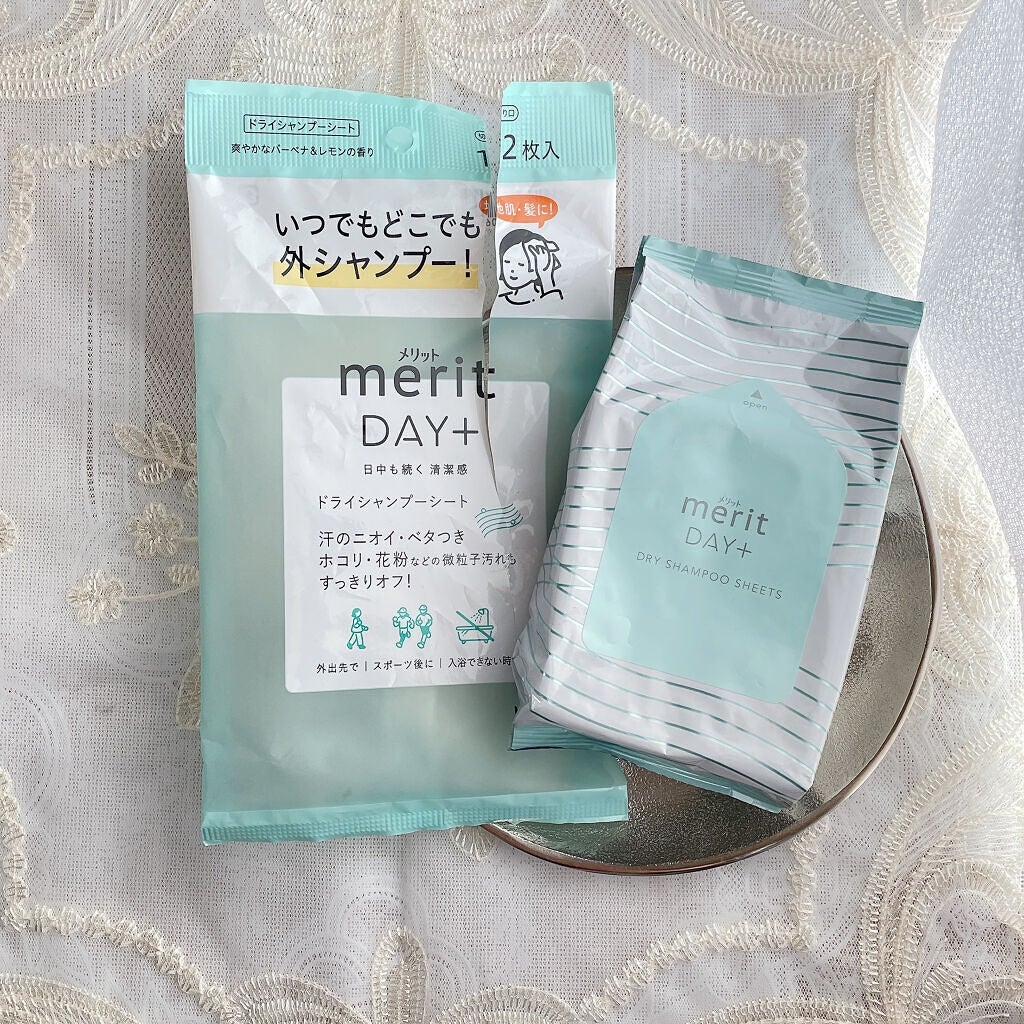 ドライシャンプーシート
爽やかなバーベナ&レモンの香り
切り口
12枚入
いつでもどこでも
外シャンプー!
地肌・髪に!
メリット
merit
DAY+
日中も続く 清潔感
ドライシャンプーシート
汗のニオイ・ベタつき
ホコリ・花粉などの微粒子汚れも
すっきりオフ!
外出先で | スポーツ後に | 入浴できない時
open
メリット
merit
DAY+
DRY SHAMPOO SHEETS